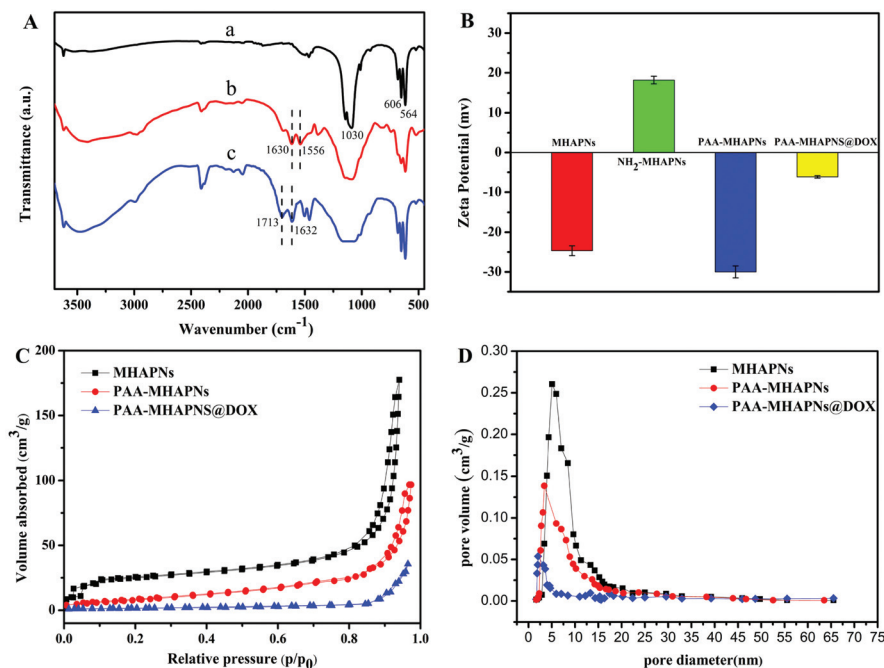 A
a
b
c
606
564
1030
1630
1556
1713
1632
Transmittance (a.u.)
3500 3000 2500 2000 1500 1000 500
Wavenumber (cm⁻¹)
B
Zeta Potential (mv)
30
20
10
0
-10
-20
-30
MHAPNs
NH₂-MHAPNs
PAA-MHAPNs
PAA-MHAPNS@DOX
C
Volume absorbed (cm³/g)
200
150
100
50
0
MHAPNs
PAA-MHAPNs
PAA-MHAPNS@DOX
0.0 0.2 0.4 0.6 0.8 1.0
Relative pressure (p/p₀)
D
pore volume (cm³/g)
0.30
0.25
0.20
0.15
0.10
0.05
0.00
MHAPNs
PAA-MHAPNs
PAA-MHAPNs@DOX
0 5 10 15 20 25 30 35 40 45 50 55 60 65 70 75
pore diameter(nm)